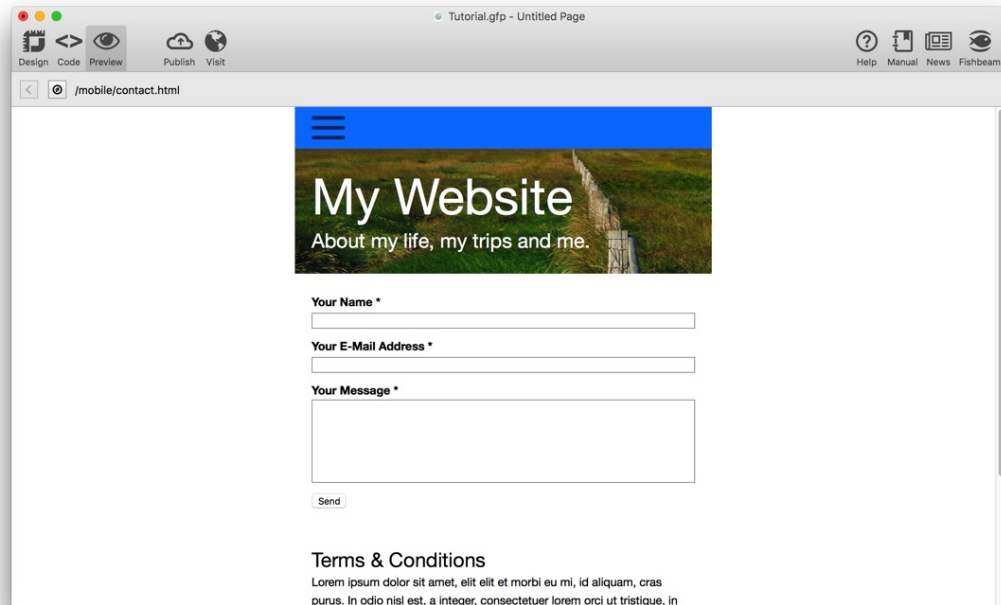 Tutorial.gfp - Untitled Page
Design Code Preview Publish Visit Help Manual News Fishbeam
/mobile/contact.html
My Website
About my life, my trips and me.
Your Name *
Your E-Mail Address *
Your Message *
Send
Terms & Conditions
Lorem ipsum dolor sit amet, elit elit et morbi eu mi, id aliquam, cras
purus. In odio nisl est, a integer, consectetuer lorem orci ut tristique, in